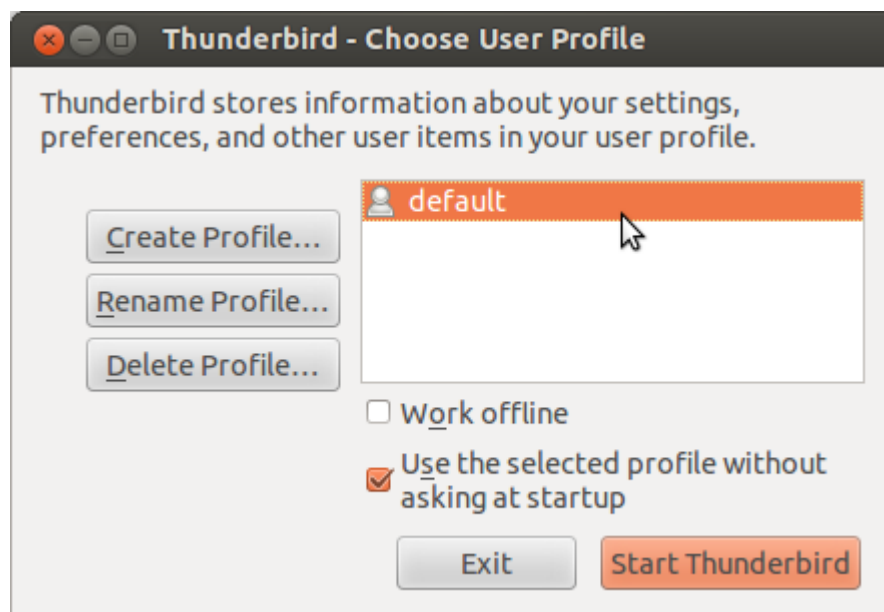 Thunderbird - Choose User Profile
Thunderbird stores information about your settings,
preferences, and other user items in your user profile.
default
Create Profile...
Rename Profile...
Delete Profile...
Work offline
Use the selected profile without
asking at startup
Exit
Start Thunderbird